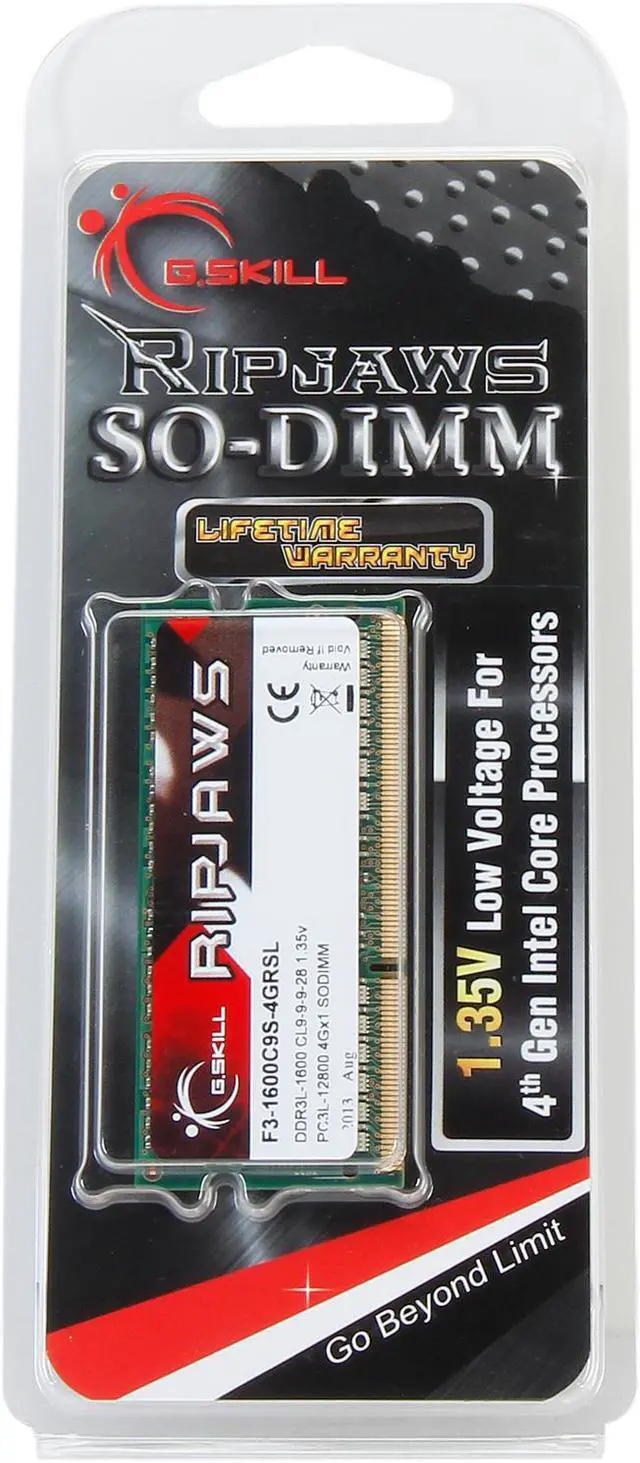 G.SKILL
RIPJAWS
SO-DIMM
LIFETIME
WARRANTY
Warranty
Void If Removed
CE
RIPJAWS
G.SKILL
F3-1600C9S-4GRSL
DDR3L-1600 CL9-9-9-28 1.35v
PC3L-12800 4Gx1 SODIMM
2013 Aug
1.35V Low Voltage For
4th Gen Intel Core Processors
Go Beyond Limit